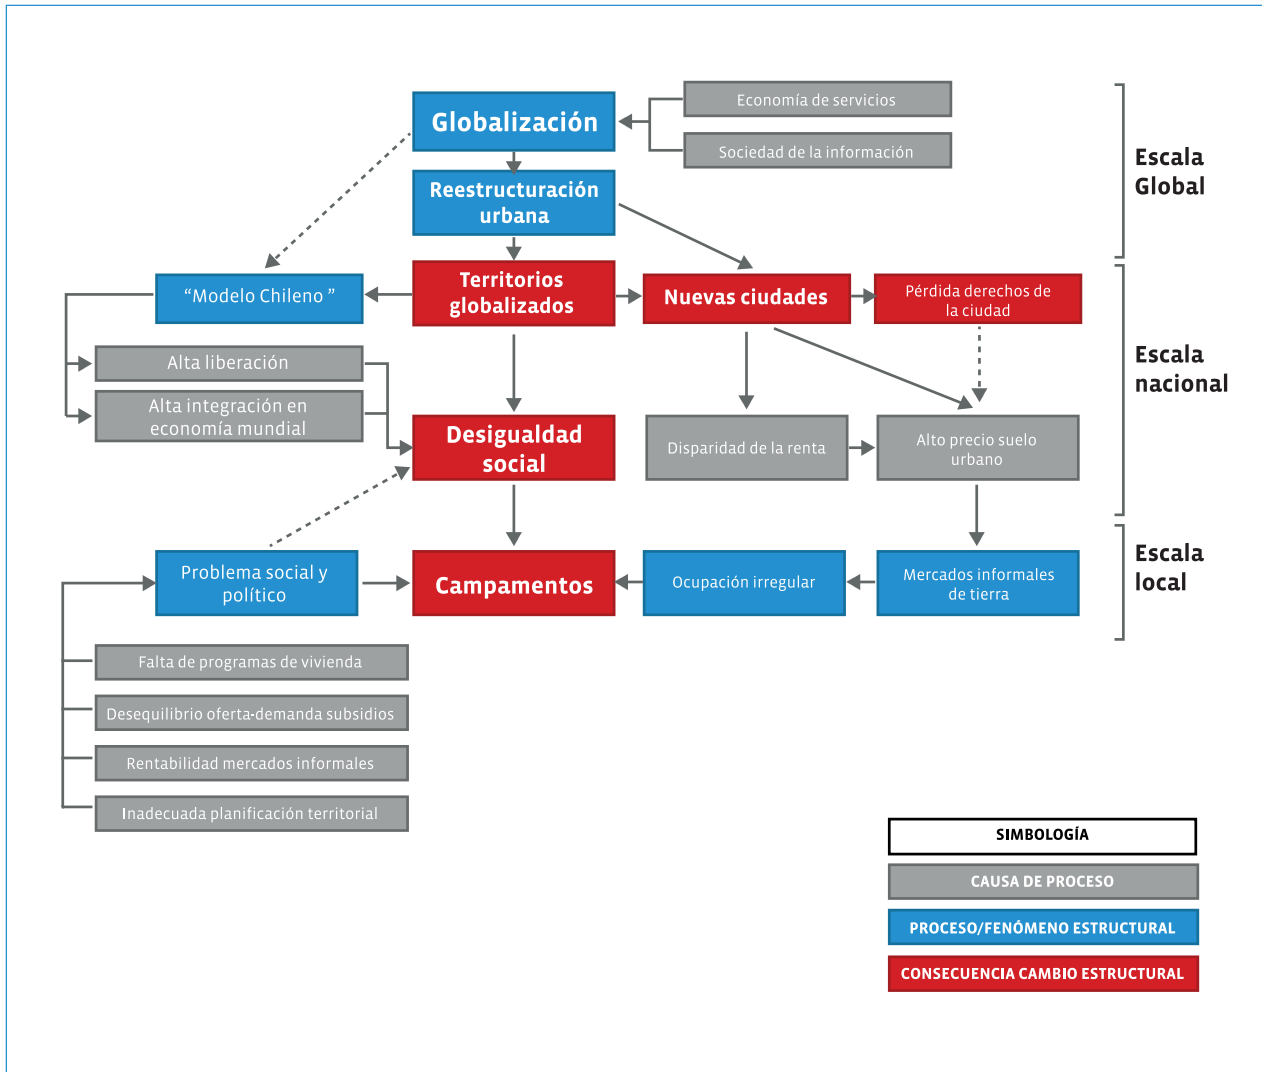 Economía de servicios
Globalización
Sociedad de la información
Escala
Global
Reestructuración
urbana
“Modelo Chileno ”
Territorios
globalizados
Nuevas ciudades
Pérdida derechos de
la ciudad
Alta liberación
Escala
nacional
Alta integración en
economía mundial
Desigualdad
social
Disparidad de la renta
Alto precio suelo
urbano
Problema social y
político
Campamentos
Ocupación irregular
Mercados informales
de tierra
Escala
local
Falta de programas de vivienda
Desequilibrio oferta-demanda subsidios
Rentabilidad mercados informales
Inadecuada planificación territorial
SIMBOLOGÍA
CAUSA DE PROCESO
PROCESO/FENÓMENO ESTRUCTURAL
CONSECUENCIA CAMBIO ESTRUCTURAL